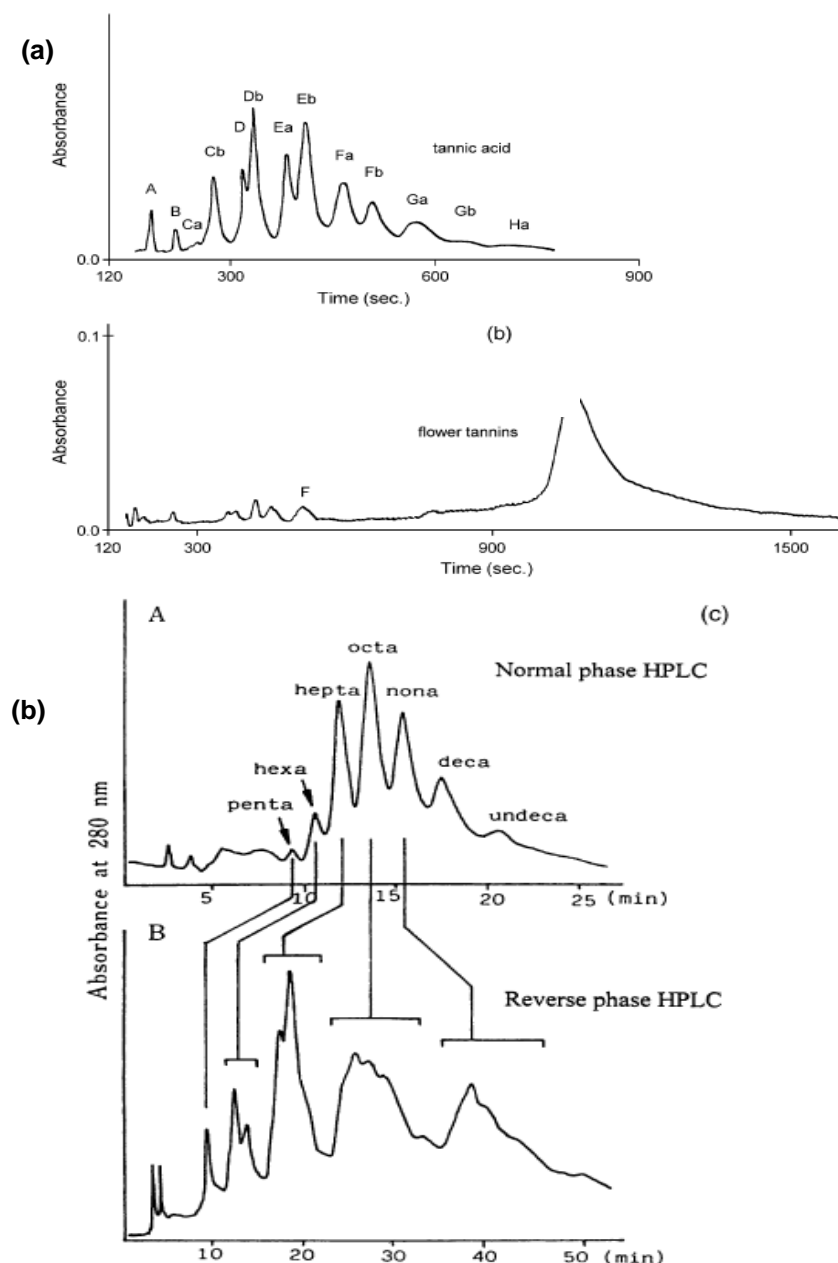 (a)
Absorbance
A
B
Ca
Cb
D
Db
Ea
Eb
Fa
Fb
Ga
Gb
Ha
tannic acid
0.0
120 300 600 900
Time (sec.)
(b)
Absorbance
0.1
flower tannins
F
0.0
120 300 900 1500
Time (sec.)
A
(c)
octa
Normal phase HPLC
hepta nona
(b)
hexa
deca
penta
undeca
Absorbance at 280 nm
5 10 15 20 25 (min)
B
Reverse phase HPLC
10 20 30 40 50 (min)